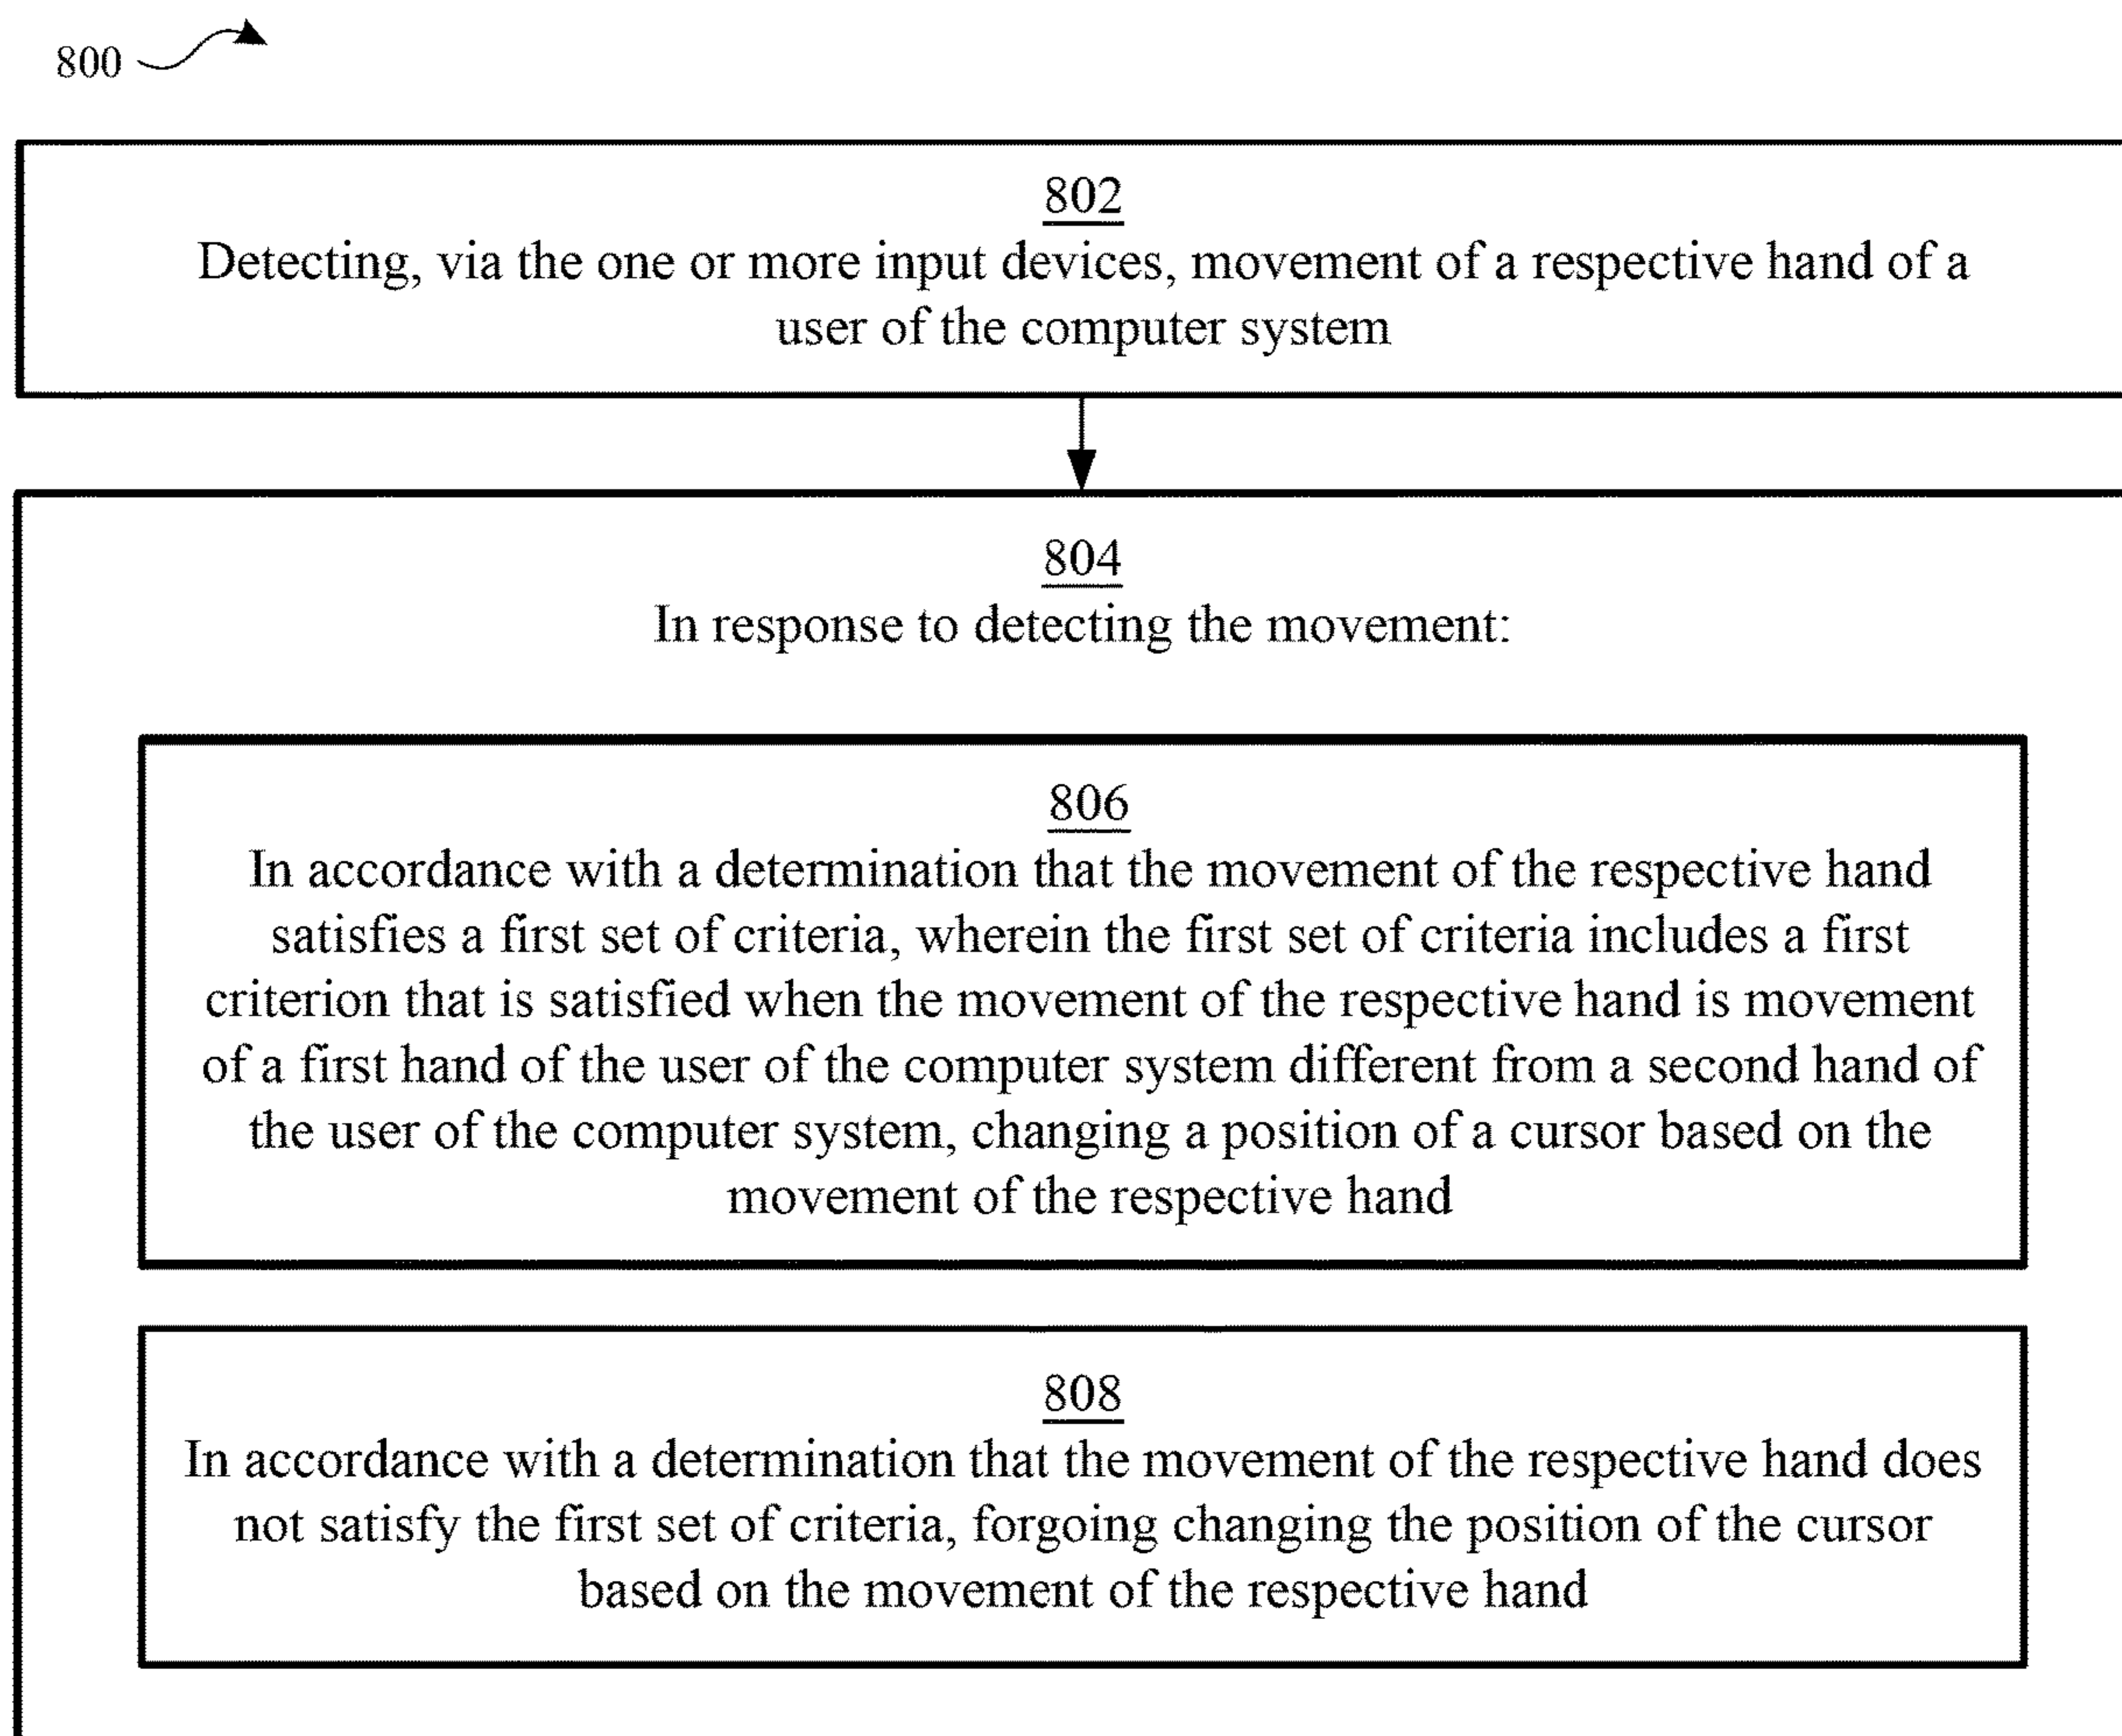 800
802
Detecting, via the one or more input devices, movement of a respective hand of a
user of the computer system
804
In response to detecting the movement:
806
In accordance with a determination that the movement of the respective hand
satisfies a first set of criteria, wherein the first set of criteria includes a first
criterion that is satisfied when the movement of the respective hand is movement
of a first hand of the user of the computer system different from a second hand of
the user of the computer system, changing a position of a cursor based on the
movement of the respective hand
808
In accordance with a determination that the movement of the respective hand does
not satisfy the first set of criteria, forgoing changing the position of the cursor
based on the movement of the respective hand